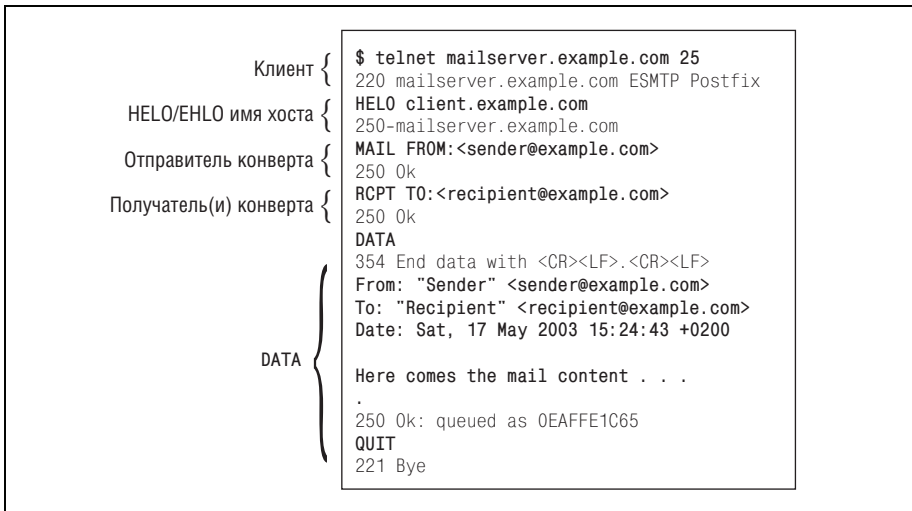 Клиент {
$ telnet mailserver.example.com 25
220 mailserver.example.com ESMTP Postfix
HELO/EHLO имя хоста {
HELO client.example.com
250-mailserver.example.com
Отправитель конверта {
MAIL FROM:<sender@example.com>
250 Ok
Получатель(и) конверта {
RCPT TO:<recipient@example.com>
250 Ok
DATA {
DATA
354 End data with <CR><LF>.<CR><LF>
From: "Sender" <sender@example.com>
To: "Recipient" <recipient@example.com>
Date: Sat, 17 May 2003 15:24:43 +0200
Here comes the mail content . . .
.
250 Ok: queued as 0EAFFE1C65
QUIT
221 Bye